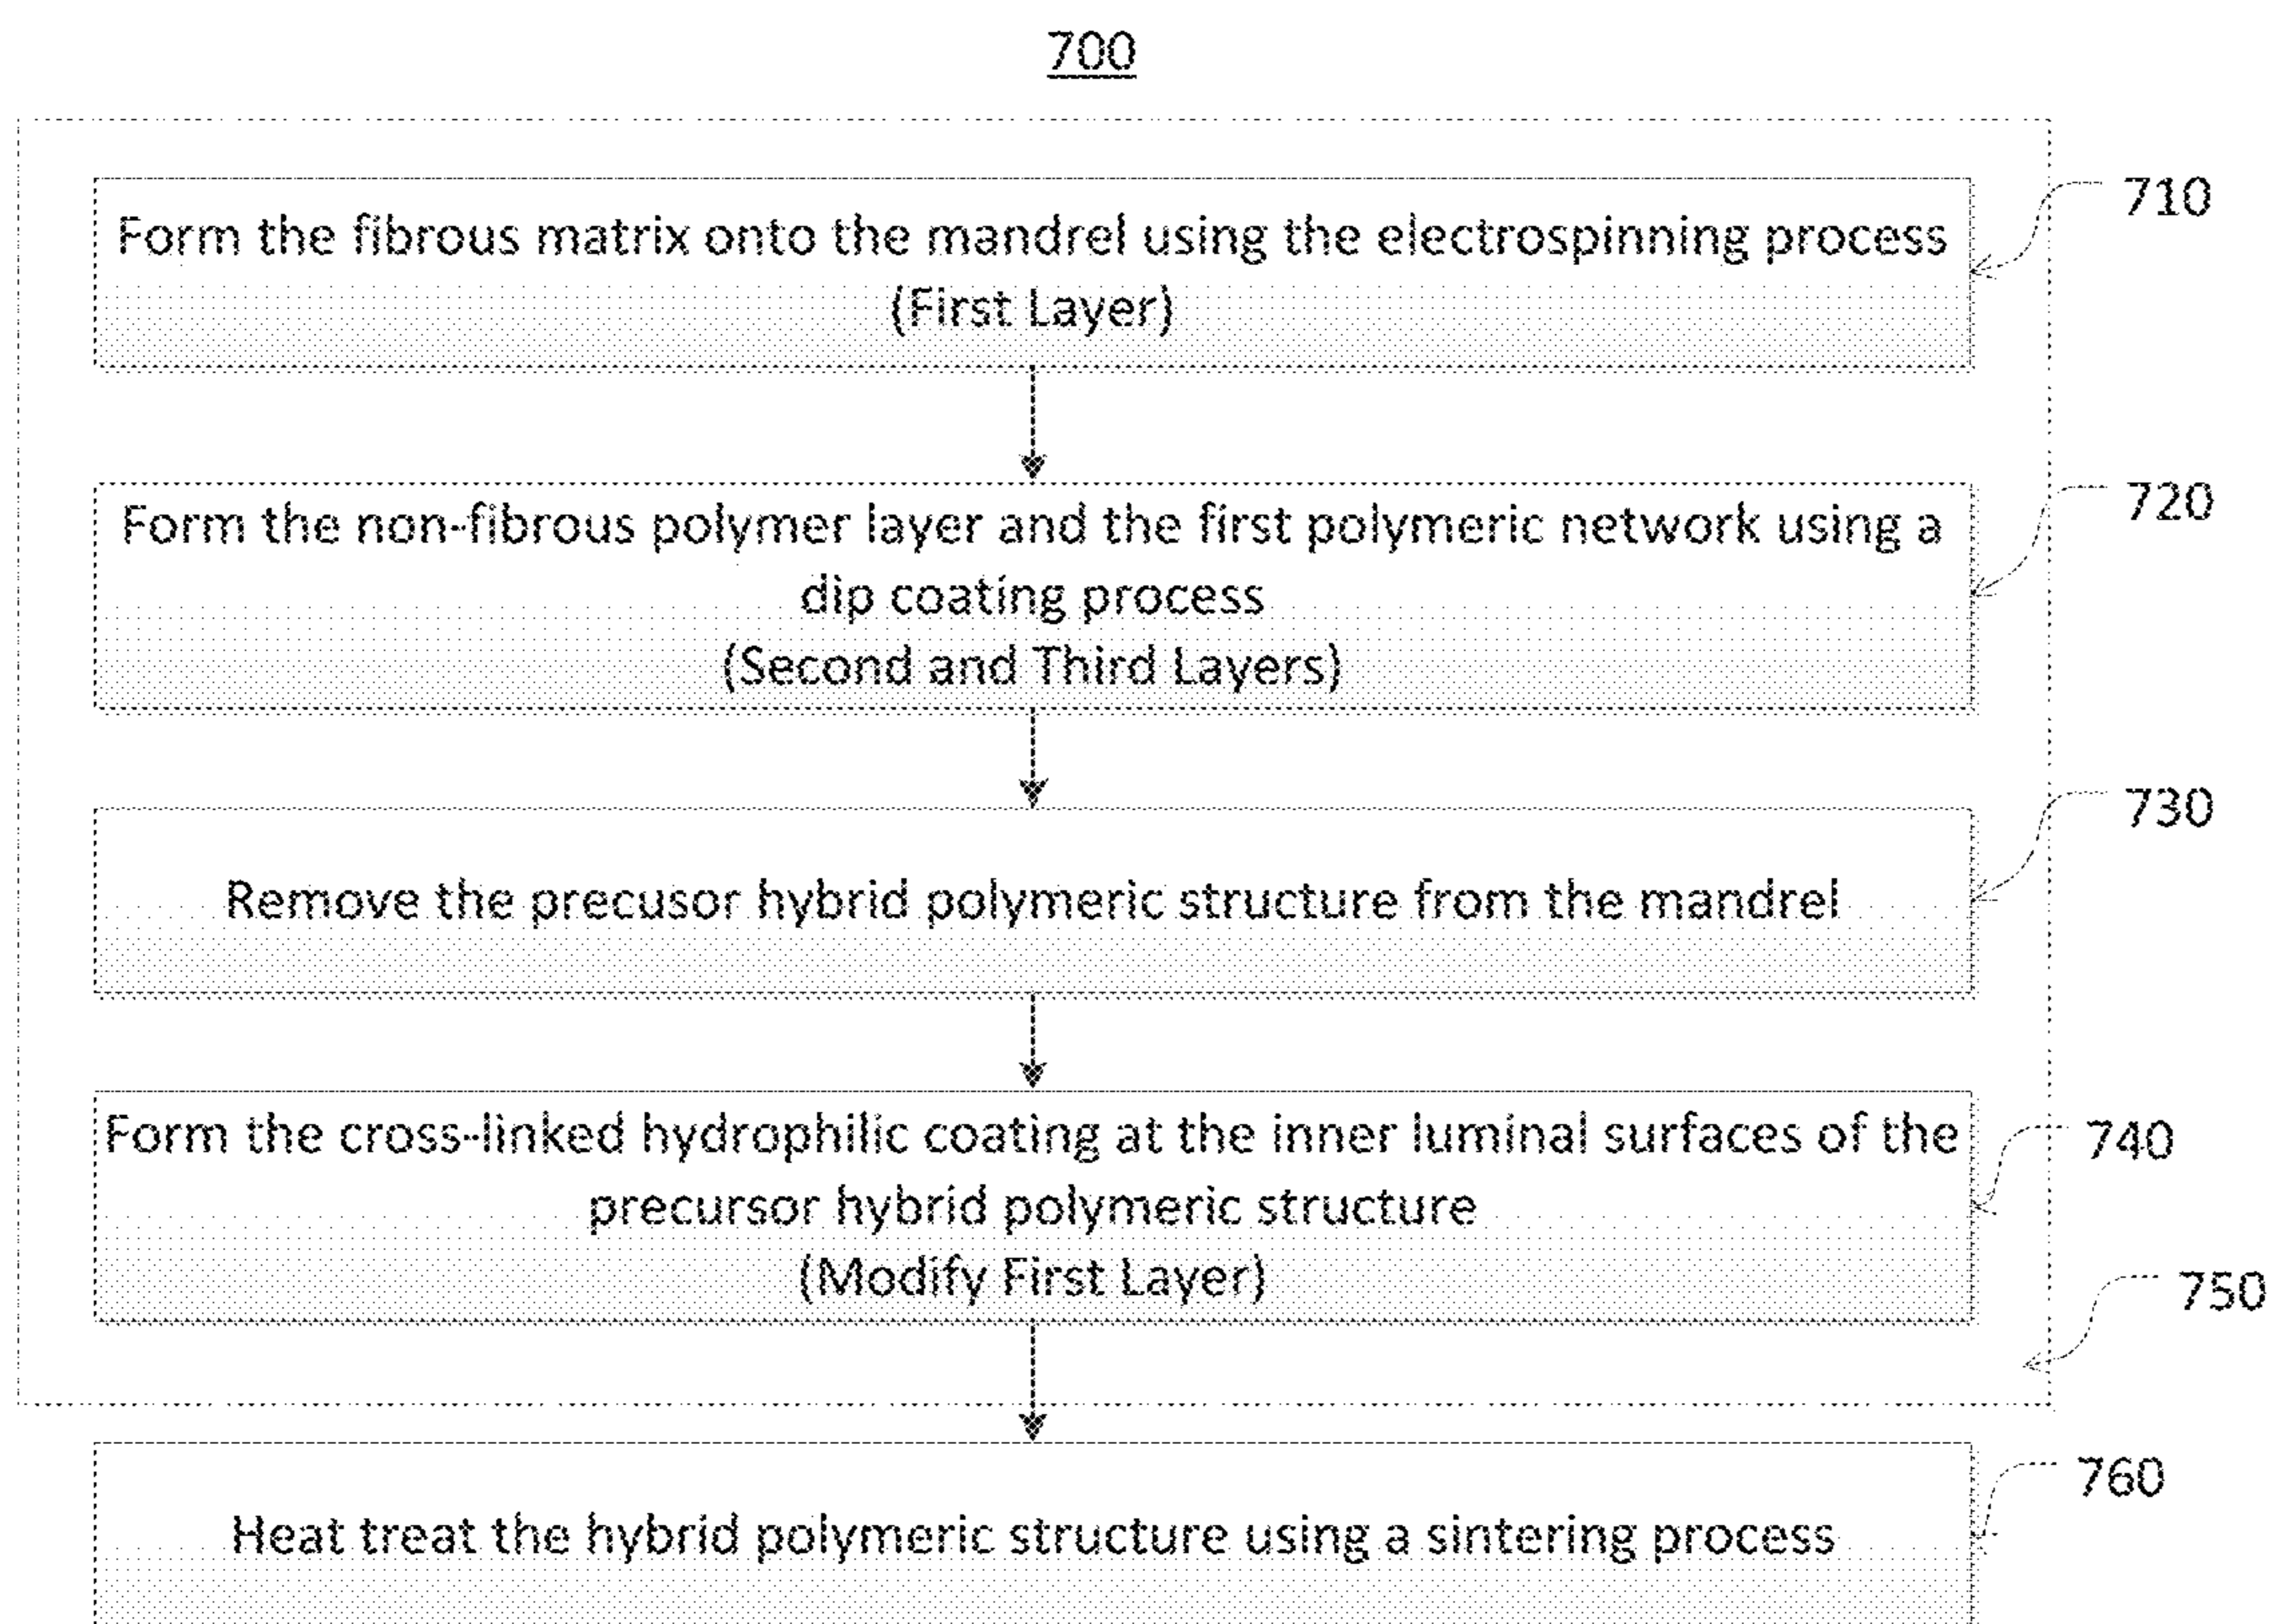 700
Form the fibrous matrix onto the mandrel using the electrospinning process
(First Layer)
710
Form the non-fibrous polymer layer and the first polymeric network using a
dip coating process
(Second and Third Layers)
720
Remove the precusor hybrid polymeric structure from the mandrel
730
Form the cross-linked hydrophilic coating at the inner luminal surfaces of the
precursor hybrid polymeric structure
(Modify First Layer)
740
750
Heat treat the hybrid polymeric structure using a sintering process
760